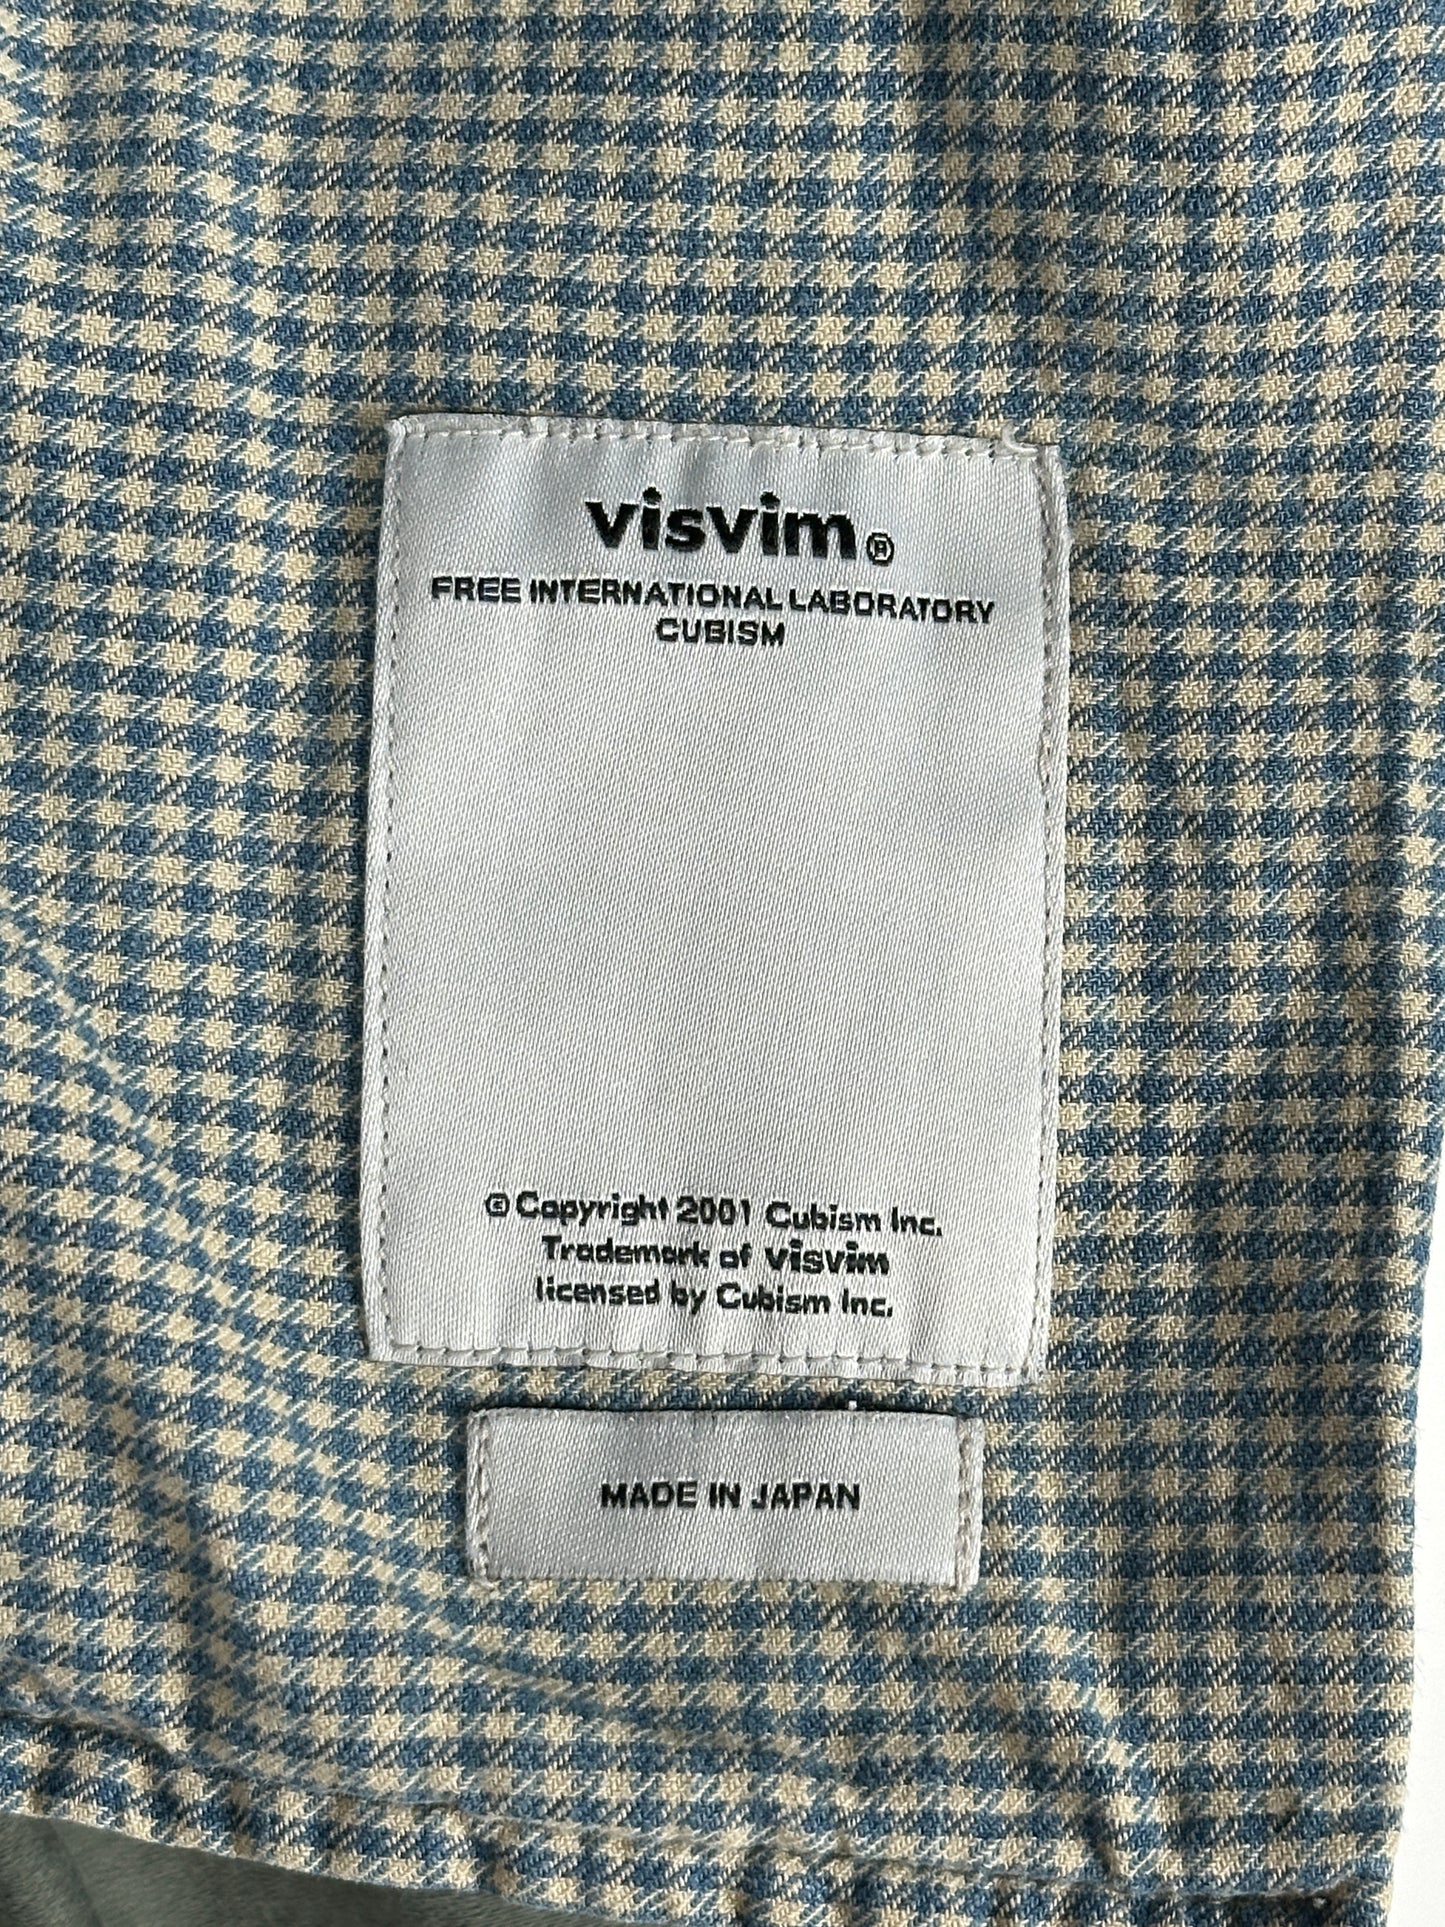 visvim®
FREE INTERNATIONAL LABORATORY
CUBISM
© Copyright 2001 Cubism Inc.
Trademark of visvim
licensed by Cubism Inc.
MADE IN JAPAN